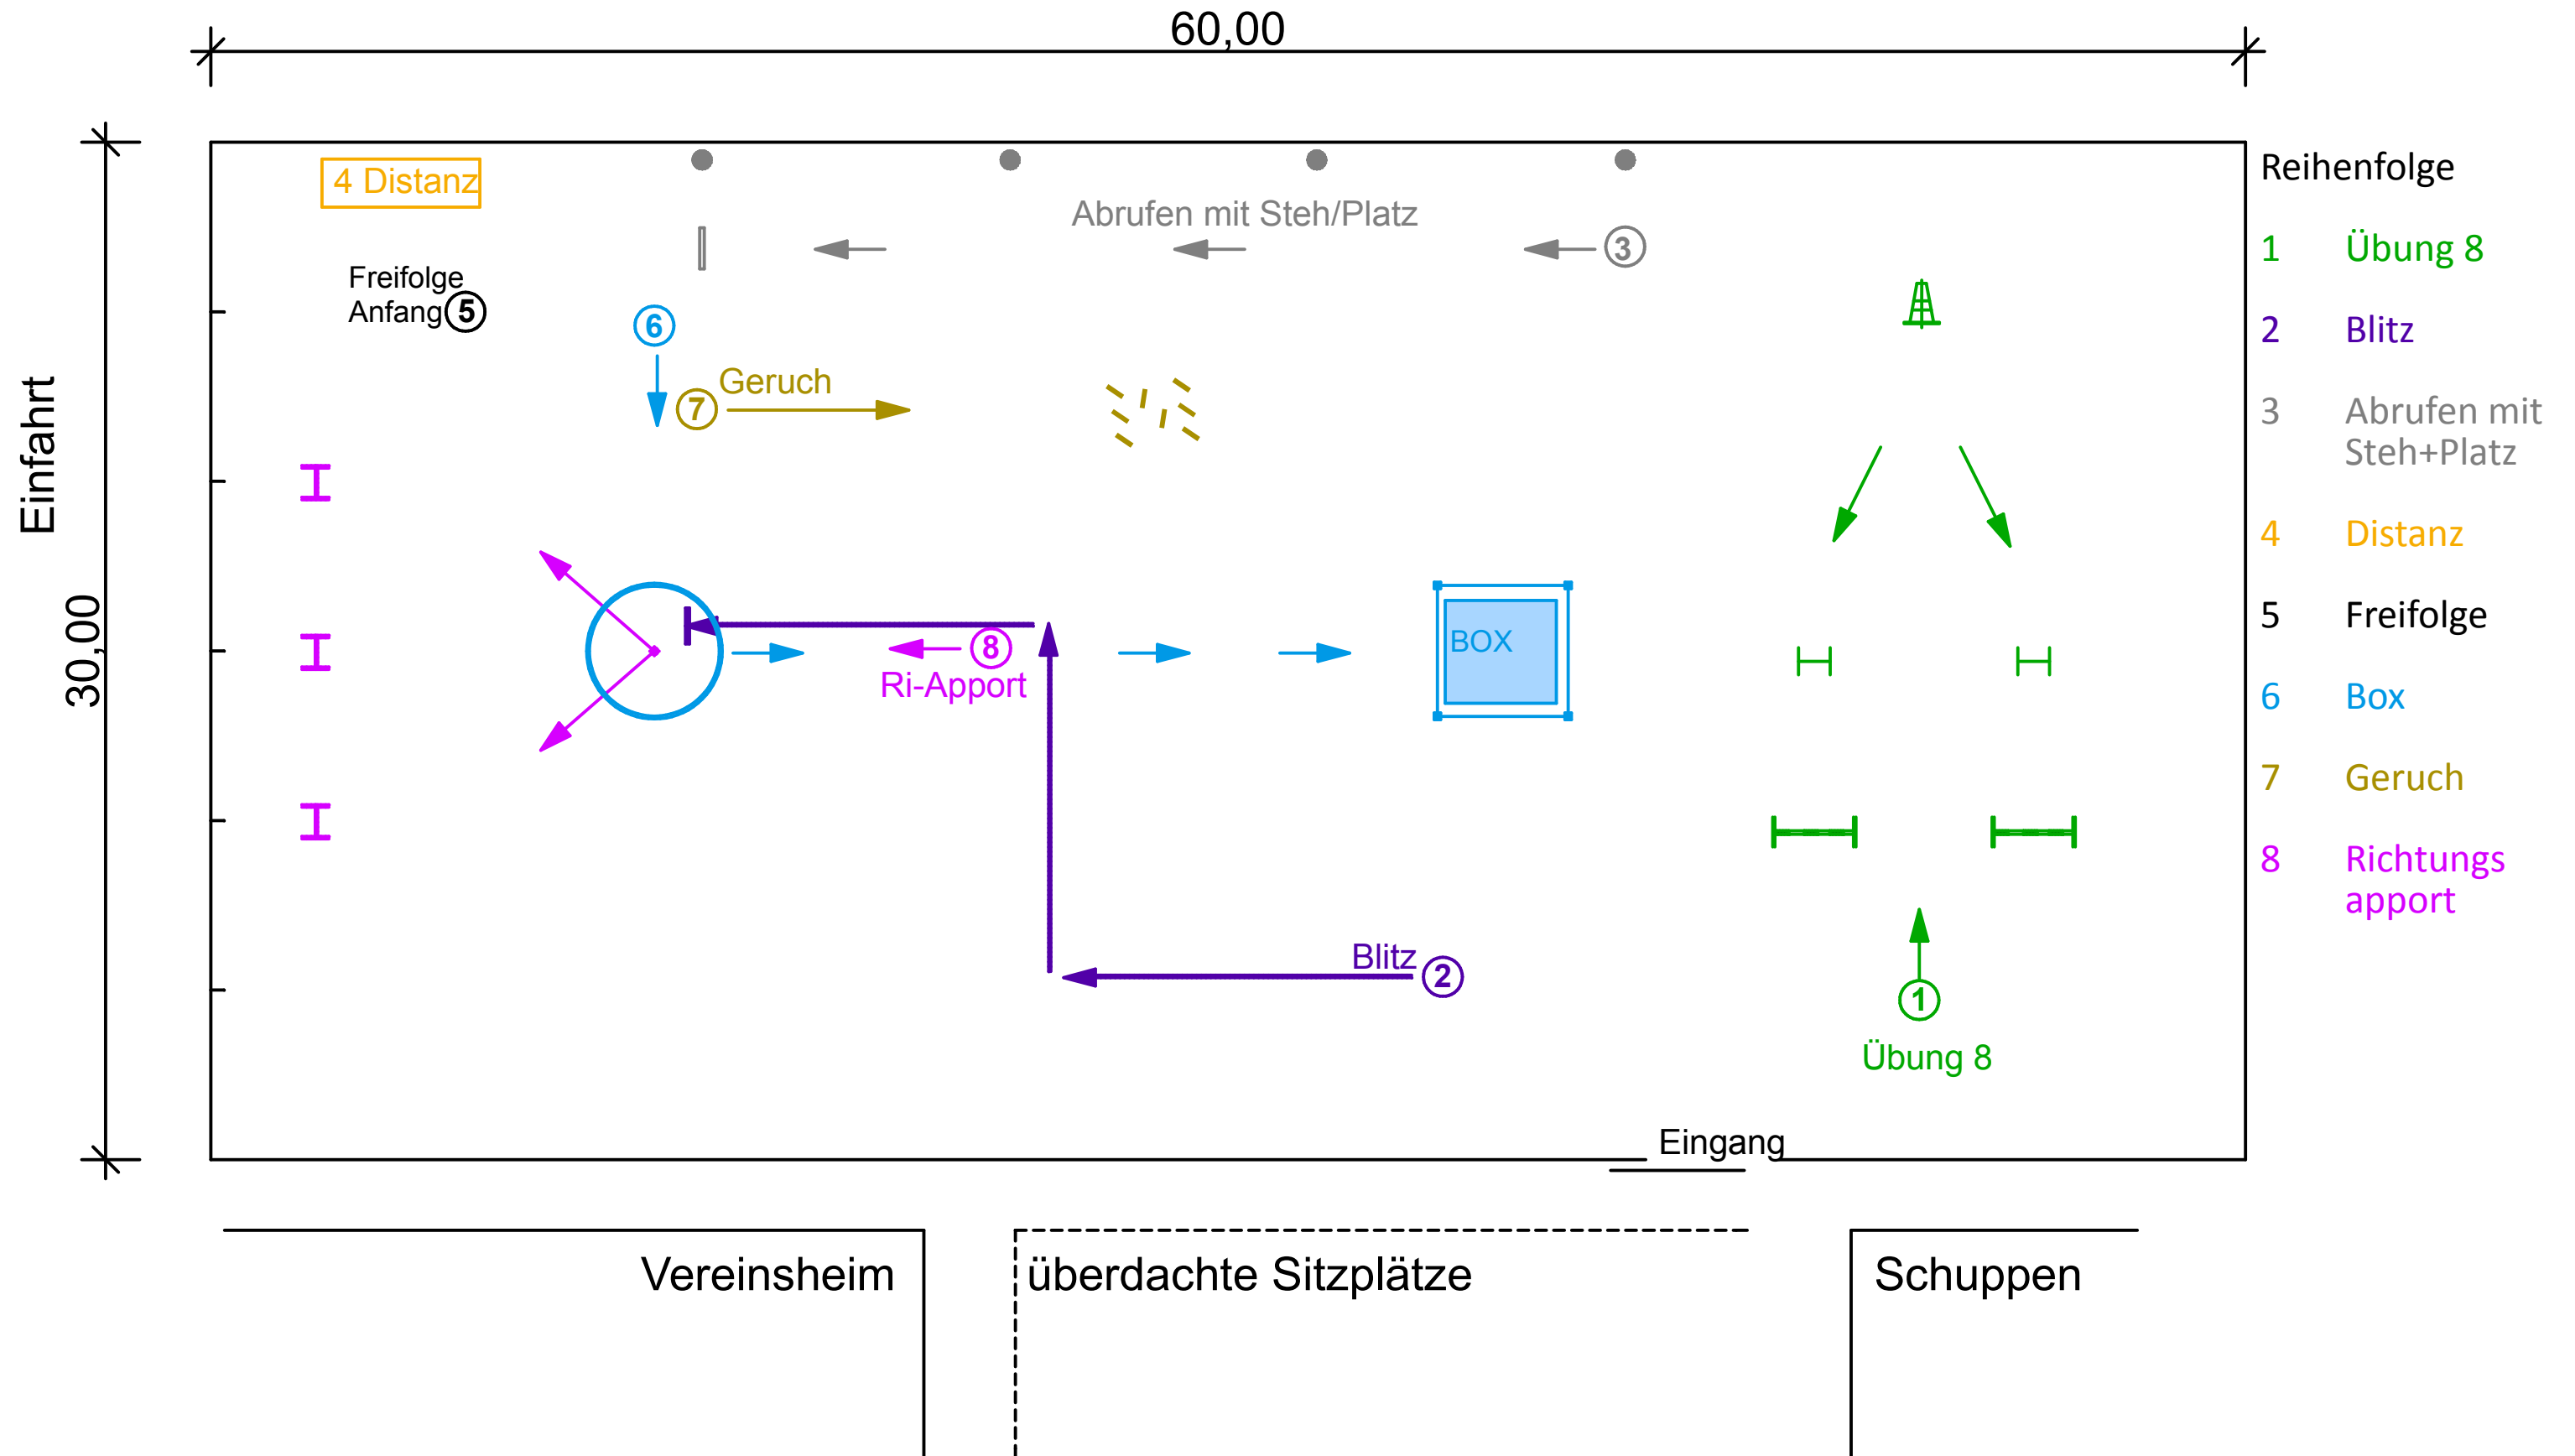 60,00
4 Distanz
Reihenfolge
Abrufen mit Steh/Platz
3
1 Übung 8
Freifolge
Anfang 5
6
2 Blitz
Geruch
7
3 Abrufen mit
Steh+Platz
Einfahrt
4 Distanz
30,00
5 Freifolge
8
Ri-Apport
BOX
6 Box
7 Geruch
8 Richtungs
apport
Blitz 2
1
Übung 8
Eingang
Vereinsheim
überdachte Sitzplätze
Schuppen